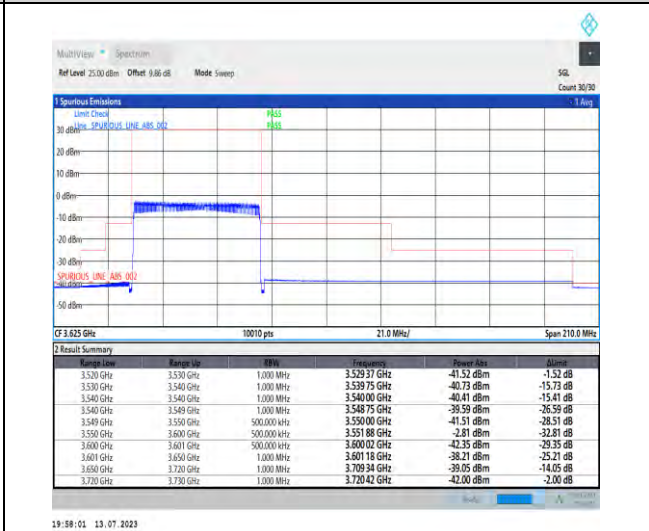 MultiView Spectrum
Ref Level 25.00 dBm Offset 9.86 dB Mode Sweep SGL
Count 30/30
1 Spurious Emissions 1 Avg
Limit Check PASS
Line SPURIOUS_LINE_ABS_002 PASS
30 dBm
20 dBm
10 dBm
0 dBm
-10 dBm
-20 dBm
-30 dBm
SPURIOUS_LINE_ABS_002
-40 dBm
-50 dBm
CF 3.625 GHz 10010 pts 21.0 MHz/ Span 210.0 MHz
2 Result Summary
Range Low Range Up RBW Frequency Power Abs ΔLimit
3.520 GHz 3.530 GHz 1.000 MHz 3.529 37 GHz -41.52 dBm -1.52 dB
3.530 GHz 3.540 GHz 1.000 MHz 3.539 75 GHz -40.73 dBm -15.73 dB
3.540 GHz 3.540 GHz 1.000 MHz 3.540 00 GHz -40.41 dBm -15.41 dB
3.540 GHz 3.549 GHz 1.000 MHz 3.548 75 GHz -39.59 dBm -26.59 dB
3.549 GHz 3.550 GHz 500.000 kHz 3.550 00 GHz -41.51 dBm -28.51 dB
3.550 GHz 3.600 GHz 500.000 kHz 3.551 88 GHz -2.81 dBm -32.81 dB
3.600 GHz 3.601 GHz 500.000 kHz 3.600 02 GHz -42.35 dBm -29.35 dB
3.601 GHz 3.650 GHz 1.000 MHz 3.601 18 GHz -38.21 dBm -25.21 dB
3.650 GHz 3.720 GHz 1.000 MHz 3.709 34 GHz -39.05 dBm -14.05 dB
3.720 GHz 3.730 GHz 1.000 MHz 3.720 42 GHz -42.00 dBm -2.00 dB
19:58:01 13.07.2023